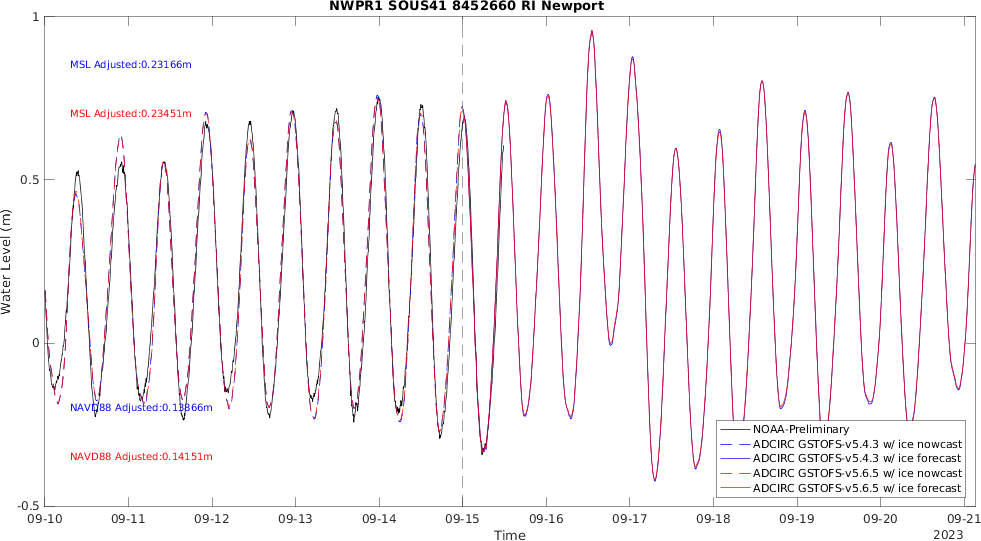 NWPR1 SOUS41 8452660 RI Newport
1
MSL Adjusted:0.23166m
MSL Adjusted:0.23451m
0.5
Water Level (m)
0
NAVD88 Adjusted:0.13866m
NAVD88 Adjusted:0.14151m
NOAA-Preliminary
ADCIRC GSTOFS-v5.4.3 w/ ice nowcast
ADCIRC GSTOFS-v5.4.3 w/ ice forecast
ADCIRC GSTOFS-v5.6.5 w/ ice nowcast
ADCIRC GSTOFS-v5.6.5 w/ ice forecast
-0.5
09-10 09-11 09-12 09-13 09-14 09-15 09-16 09-17 09-18 09-19 09-20 09-21
Time
2023